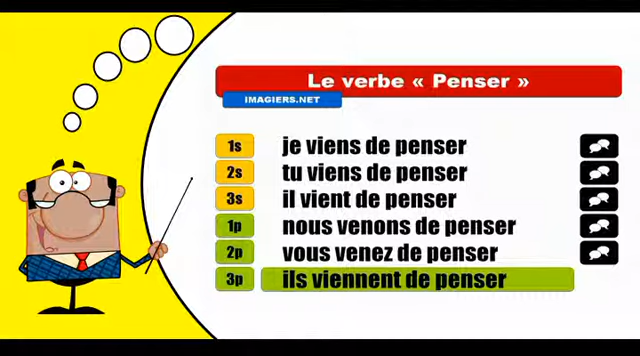 Le verbe « Penser »
IMAGIERS.NET
1s je viens de penser
2s tu viens de penser
3s il vient de penser
1p nous venons de penser
2p vous venez de penser
3p ils viennent de penser